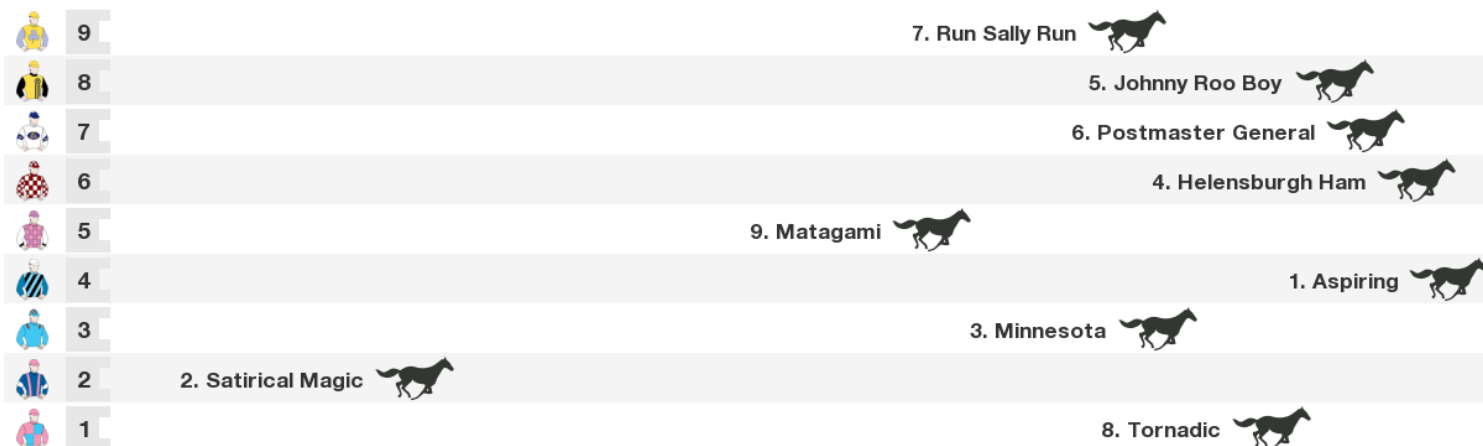 9 7. Run Sally Run
8 5. Johnny Roo Boy
7 6. Postmaster General
6 4. Helensburgh Ham
5 9. Matagami
4 1. Aspiring
3 3. Minnesota
2 2. Satirical Magic
1 8. Tornadic